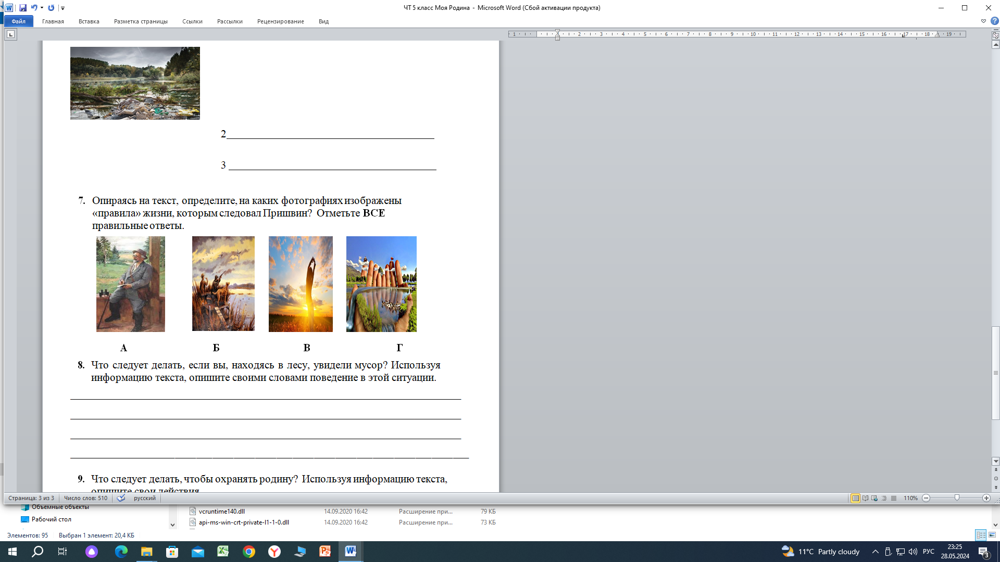 ЧТ 5 класс Моя Родина - Microsoft Word (Сбой активации продукта)
Файл Главная Вставка Разметка страницы Ссылки Рассылки Рецензирование Вид
1 2 3 4 5 6 7 8 9 10 11 12 13 14 15 16 17 18 19
2
3
7. Опираясь на текст, определите, на каких фотографиях изображены
«правила» жизни, которым следовал Пришвин? Отметьте ВСЕ
правильные ответы.
А Б В Г
8. Что следует делать, если вы, находясь в лесу, увидели мусор? Используя
информацию текста, опишите своими словами поведение в этой ситуации.
9. Что следует делать, чтобы охранять родину? Используя информацию текста,
опишите свои действия
Страница: 3 из 3 Число слов: 510 русский 110%
Объемные объекты
vcruntime140.dll 14.09.2020 16:42 Расширение при... 79 КБ
Рабочий стол
api-ms-win-crt-private-l1-1-0.dll 14.09.2020 16:42 Расширение при... 73 КБ
Элементов: 95 Выбран 1 элемент: 20,4 КБ
11°C Partly cloudy РУС 23:25
28.05.2024 3